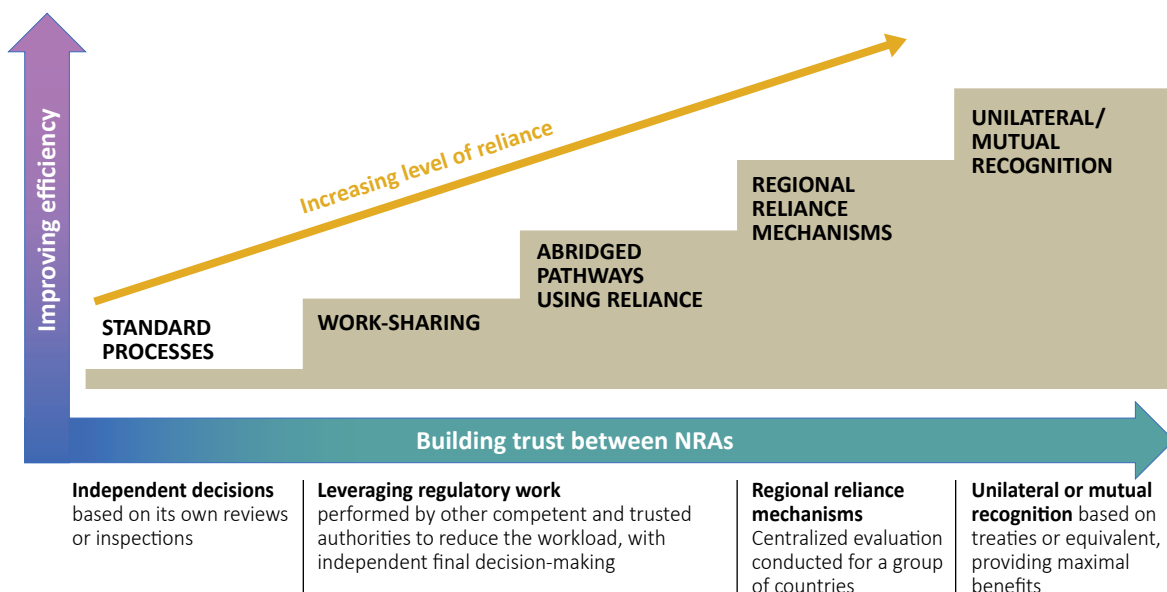 Improving efficiency
Increasing level of reliance
STANDARD
PROCESSES
WORK-SHARING
ABRIDGED
PATHWAYS
USING RELIANCE
REGIONAL
RELIANCE
MECHANISMS
UNILATERAL/
MUTUAL
RECOGNITION
Building trust between NRAs
Independent decisions
based on its own reviews
or inspections
Leveraging regulatory work
performed by other competent and trusted
authorities to reduce the workload, with
independent final decision-making
Regional reliance
mechanisms
Centralized evaluation
conducted for a group
of countries
Unilateral or mutual
recognition based on
treaties or equivalent,
providing maximal
benefits